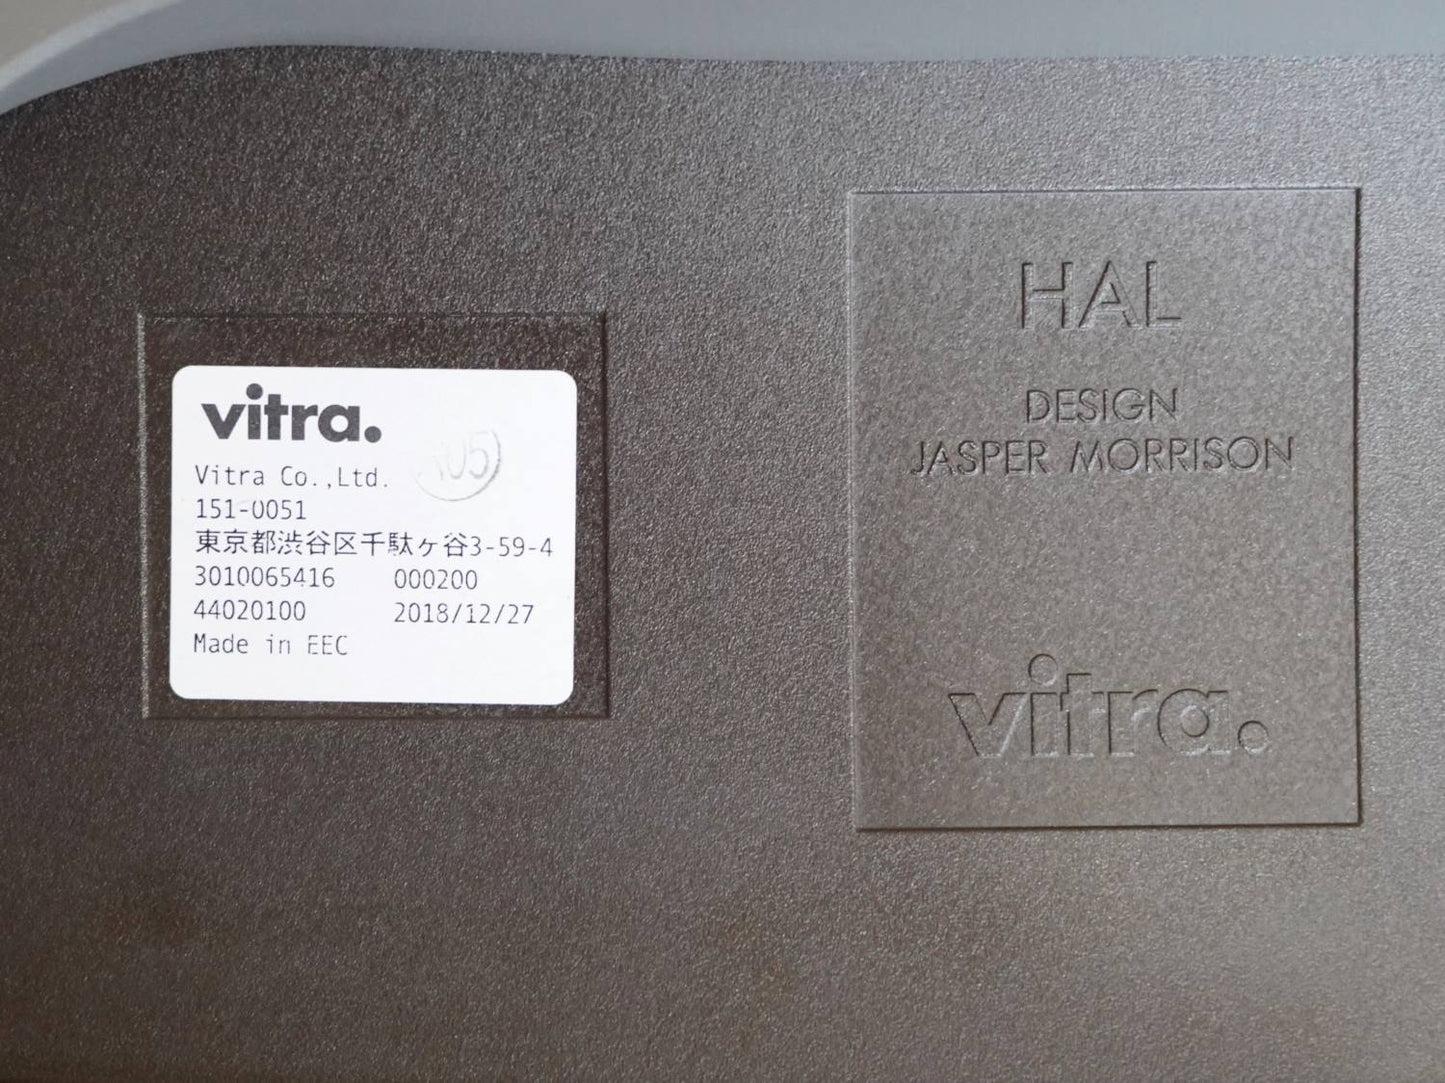 vitra.
Vitra Co.,Ltd.
151-0051
東京都渋谷区千駄ヶ谷3-59-4
3010065416 000200
44020100 2018/12/27
Made in EEC
HAL
DESIGN
JASPER MORRISON
vitra.